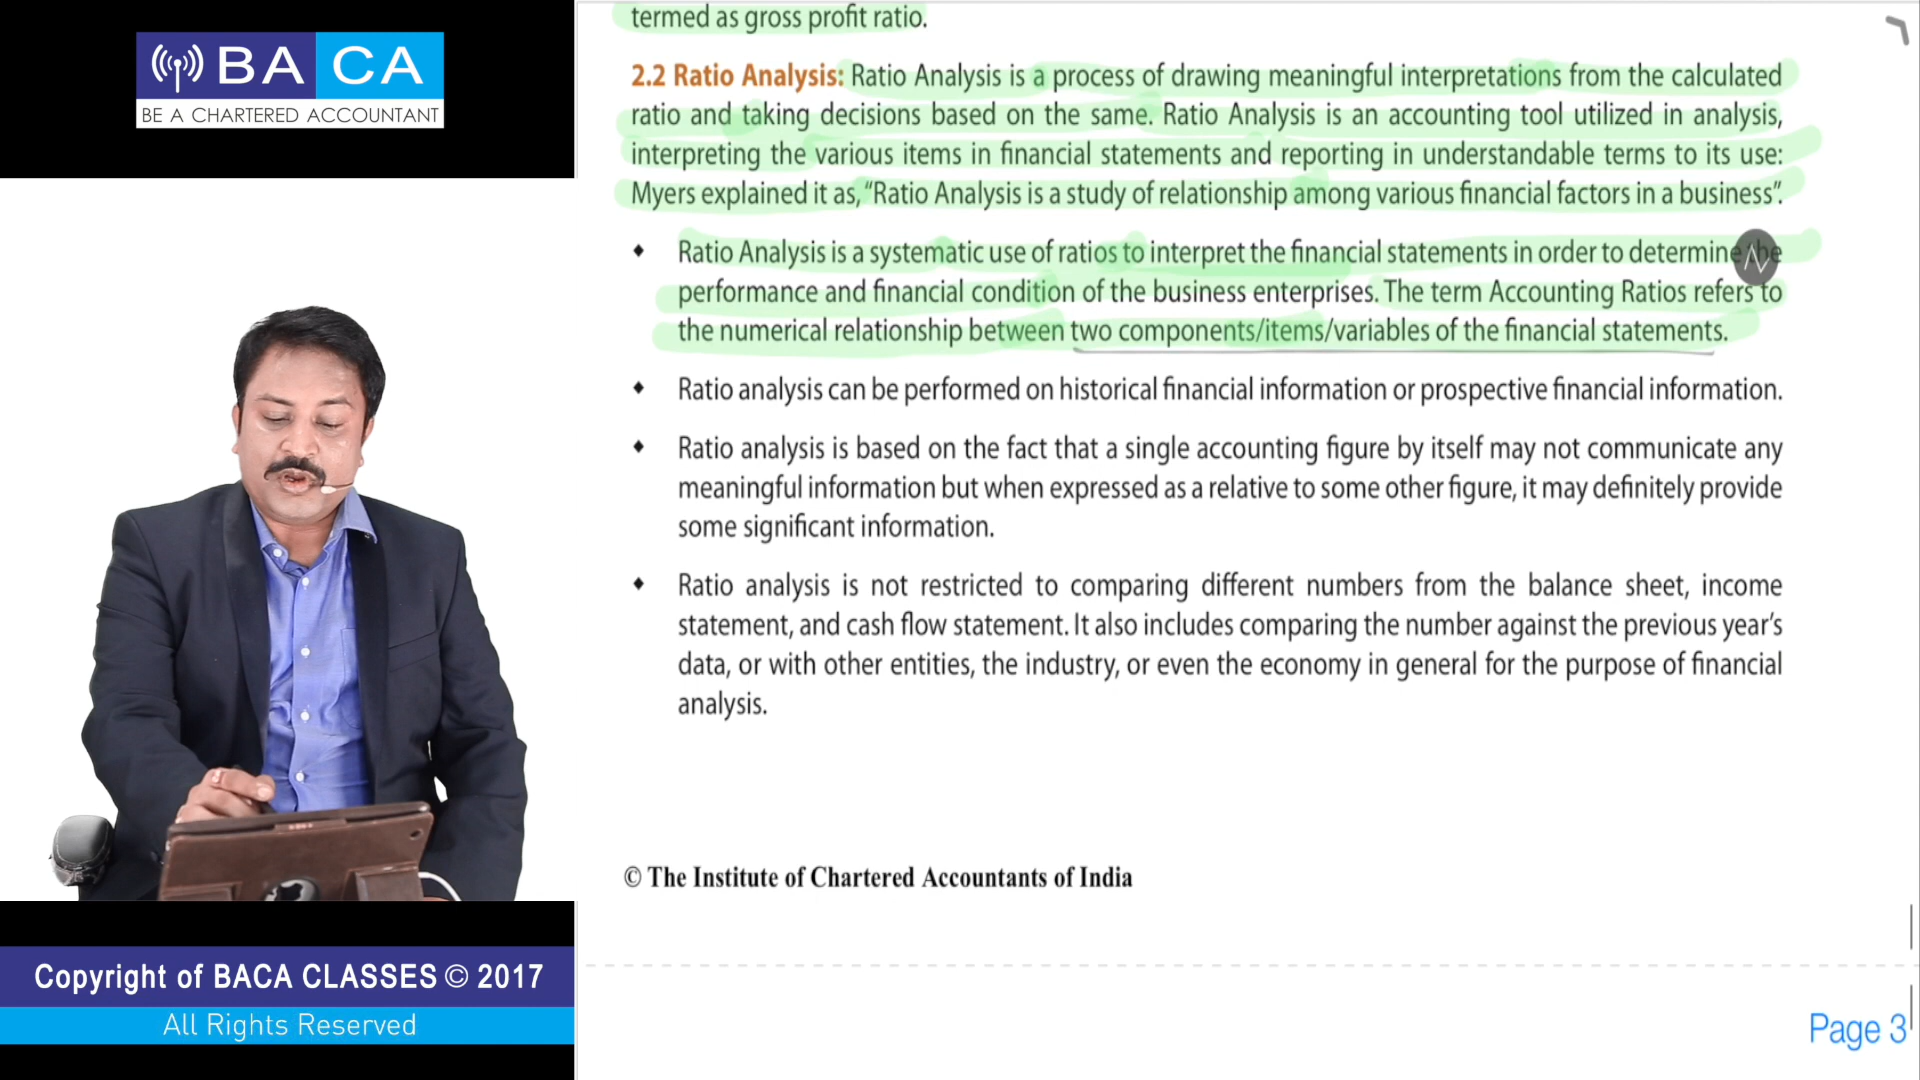 BA CA
BE A CHARTERED ACCOUNTANT
termed as gross profit ratio.
2.2 Ratio Analysis: Ratio Analysis is a process of drawing meaningful interpretations from the calculated
ratio and taking decisions based on the same. Ratio Analysis is an accounting tool utilized in analysis,
interpreting the various items in financial statements and reporting in understandable terms to its use:
Myers explained it as, “Ratio Analysis is a study of relationship among various financial factors in a business”.
♦ Ratio Analysis is a systematic use of ratios to interpret the financial statements in order to determine the
performance and financial condition of the business enterprises. The term Accounting Ratios refers to
the numerical relationship between two components/items/variables of the financial statements.
♦ Ratio analysis can be performed on historical financial information or prospective financial information.
♦ Ratio analysis is based on the fact that a single accounting figure by itself may not communicate any
meaningful information but when expressed as a relative to some other figure, it may definitely provide
some significant information.
♦ Ratio analysis is not restricted to comparing different numbers from the balance sheet, income
statement, and cash flow statement. It also includes comparing the number against the previous year’s
data, or with other entities, the industry, or even the economy in general for the purpose of financial
analysis.
© The Institute of Chartered Accountants of India
Page 3
Copyright of BACA CLASSES © 2017
All Rights Reserved